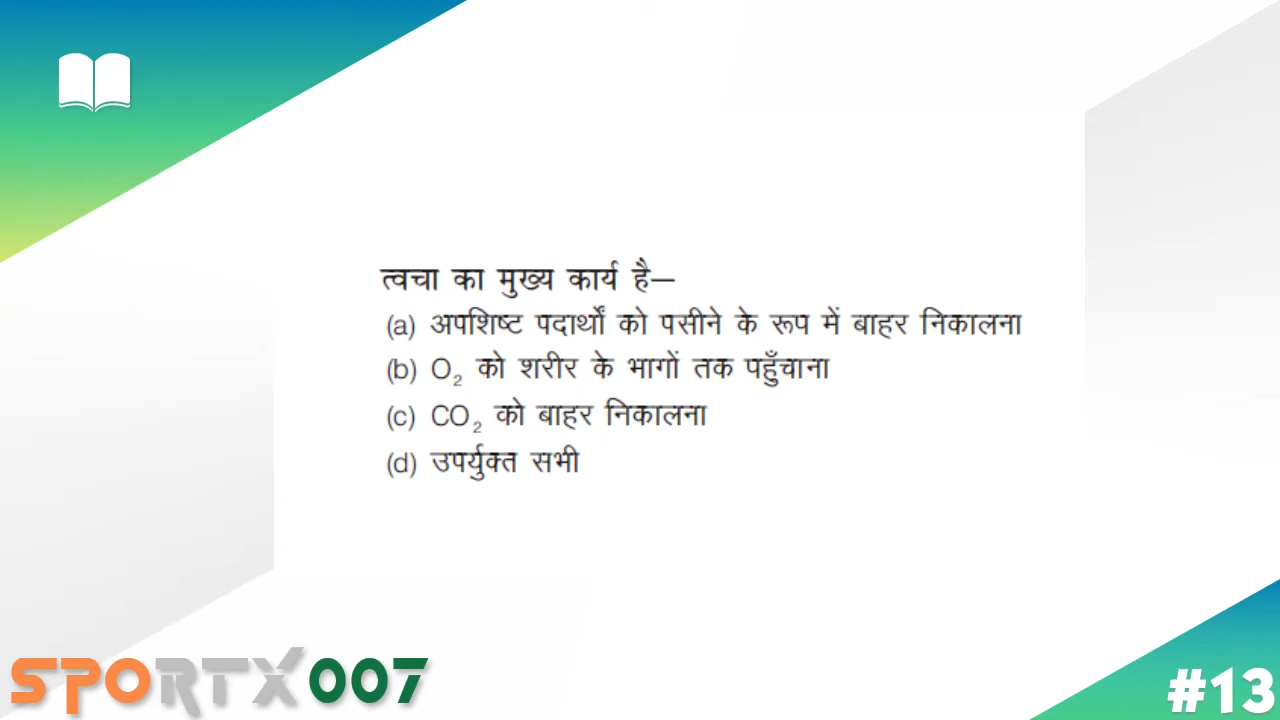 त्वचा का मुख्य कार्य है—
(a) अपशिष्ट पदार्थों को पसीने के रूप में बाहर निकालना
(b) O₂ को शरीर के भागों तक पहुँचाना
(c) CO₂ को बाहर निकालना
(d) उपर्युक्त सभी
SPORTX007
#13